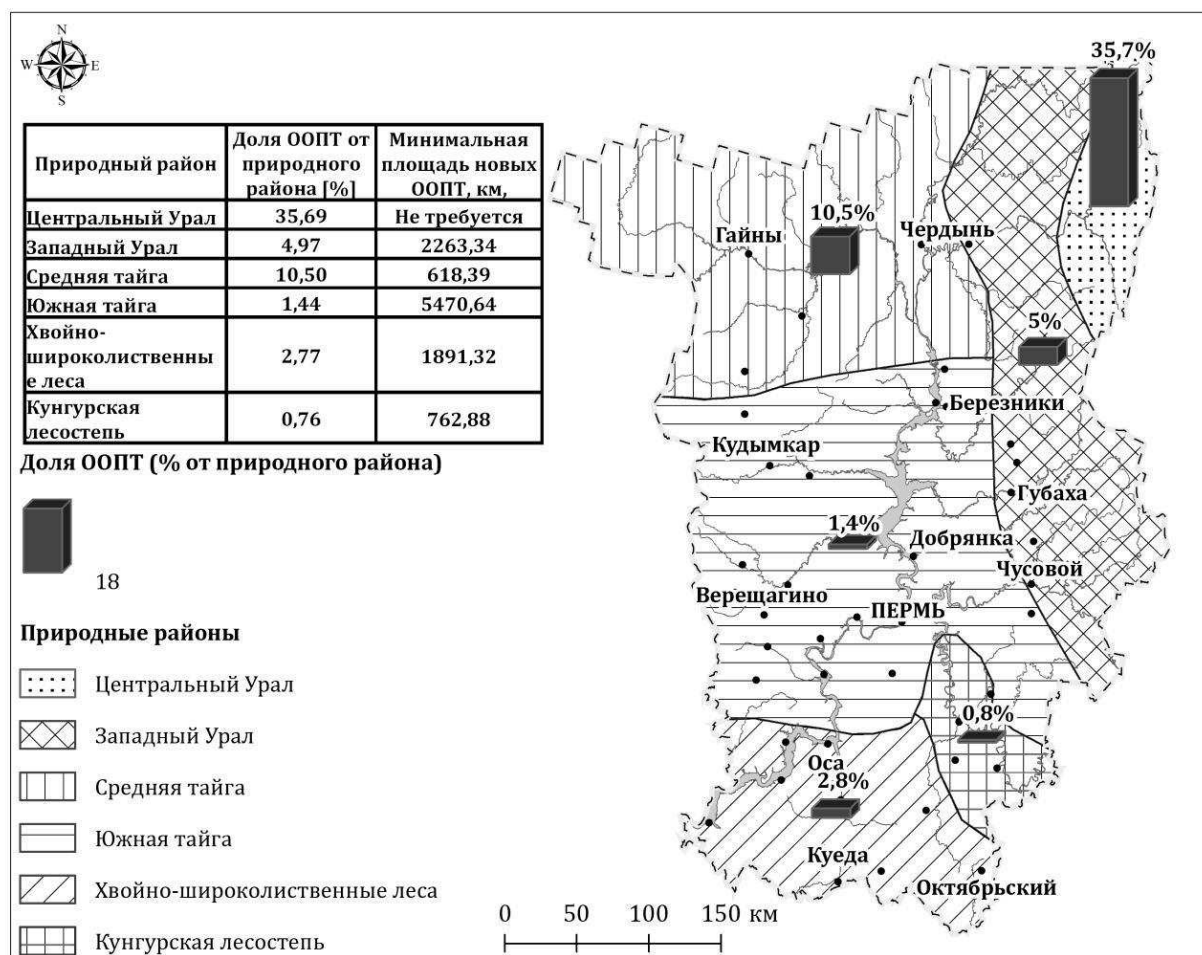 N
W E
S
Природный район
Доля ООПТ от
природного
района [%]
Минимальная
площадь новых
ООПТ, км,
Центральный Урал 35,69 Не требуется
Западный Урал 4,97 2263,34
Средняя тайга 10,50 618,39
Южная тайга 1,44 5470,64
Хвойно-
широколиственны
е леса
2,77 1891,32
Кунгурская
лесостепь
0,76 762,88
Доля ООПТ (% от природного района)
18
Природные районы
Центральный Урал
Западный Урал
Средняя тайга
Южная тайга
Хвойно-широколиственные леса
Кунгурская лесостепь
35,7%
10,5%
Гайны
Чердынь
5%
Березники
Кудымкар
Губаха
1,4%
Добрянка
Чусовой
Верещагино
ПЕРМЬ
0,8%
Оса
2,8%
Куеда
Октябрьский
0 50 100 150 км